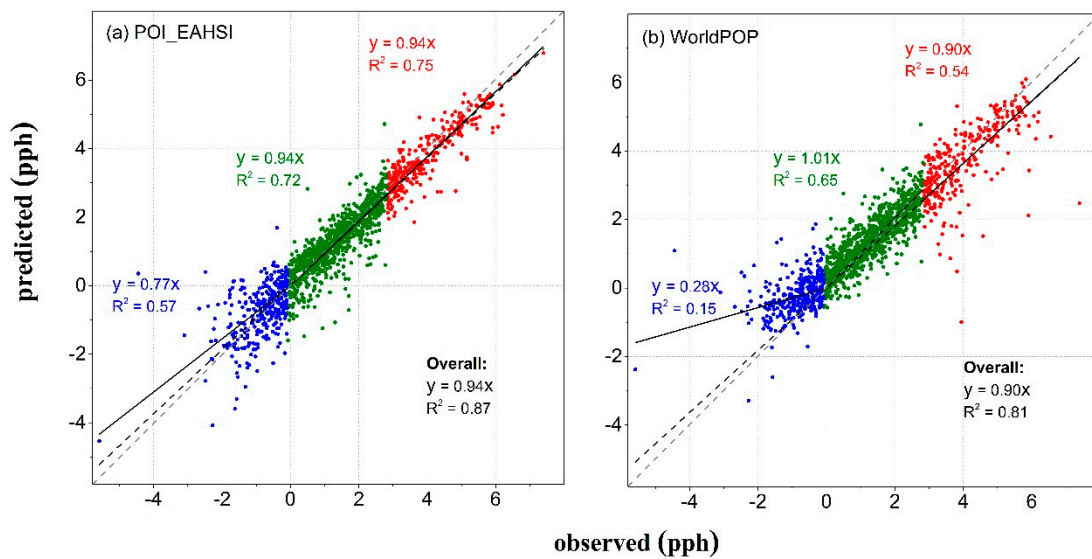 (a) POI_EAHSI
y = 0.94x
R² = 0.75
y = 0.94x
R² = 0.72
y = 0.77x
R² = 0.57
Overall:
y = 0.94x
R² = 0.87
6
4
2
0
-2
-4
-4 -2 0 2 4 6
predicted (pph)
(b) WorldPOP
y = 0.90x
R² = 0.54
y = 1.01x
R² = 0.65
y = 0.28x
R² = 0.15
Overall:
y = 0.90x
R² = 0.81
6
4
2
0
-2
-4
-4 -2 0 2 4 6
observed (pph)